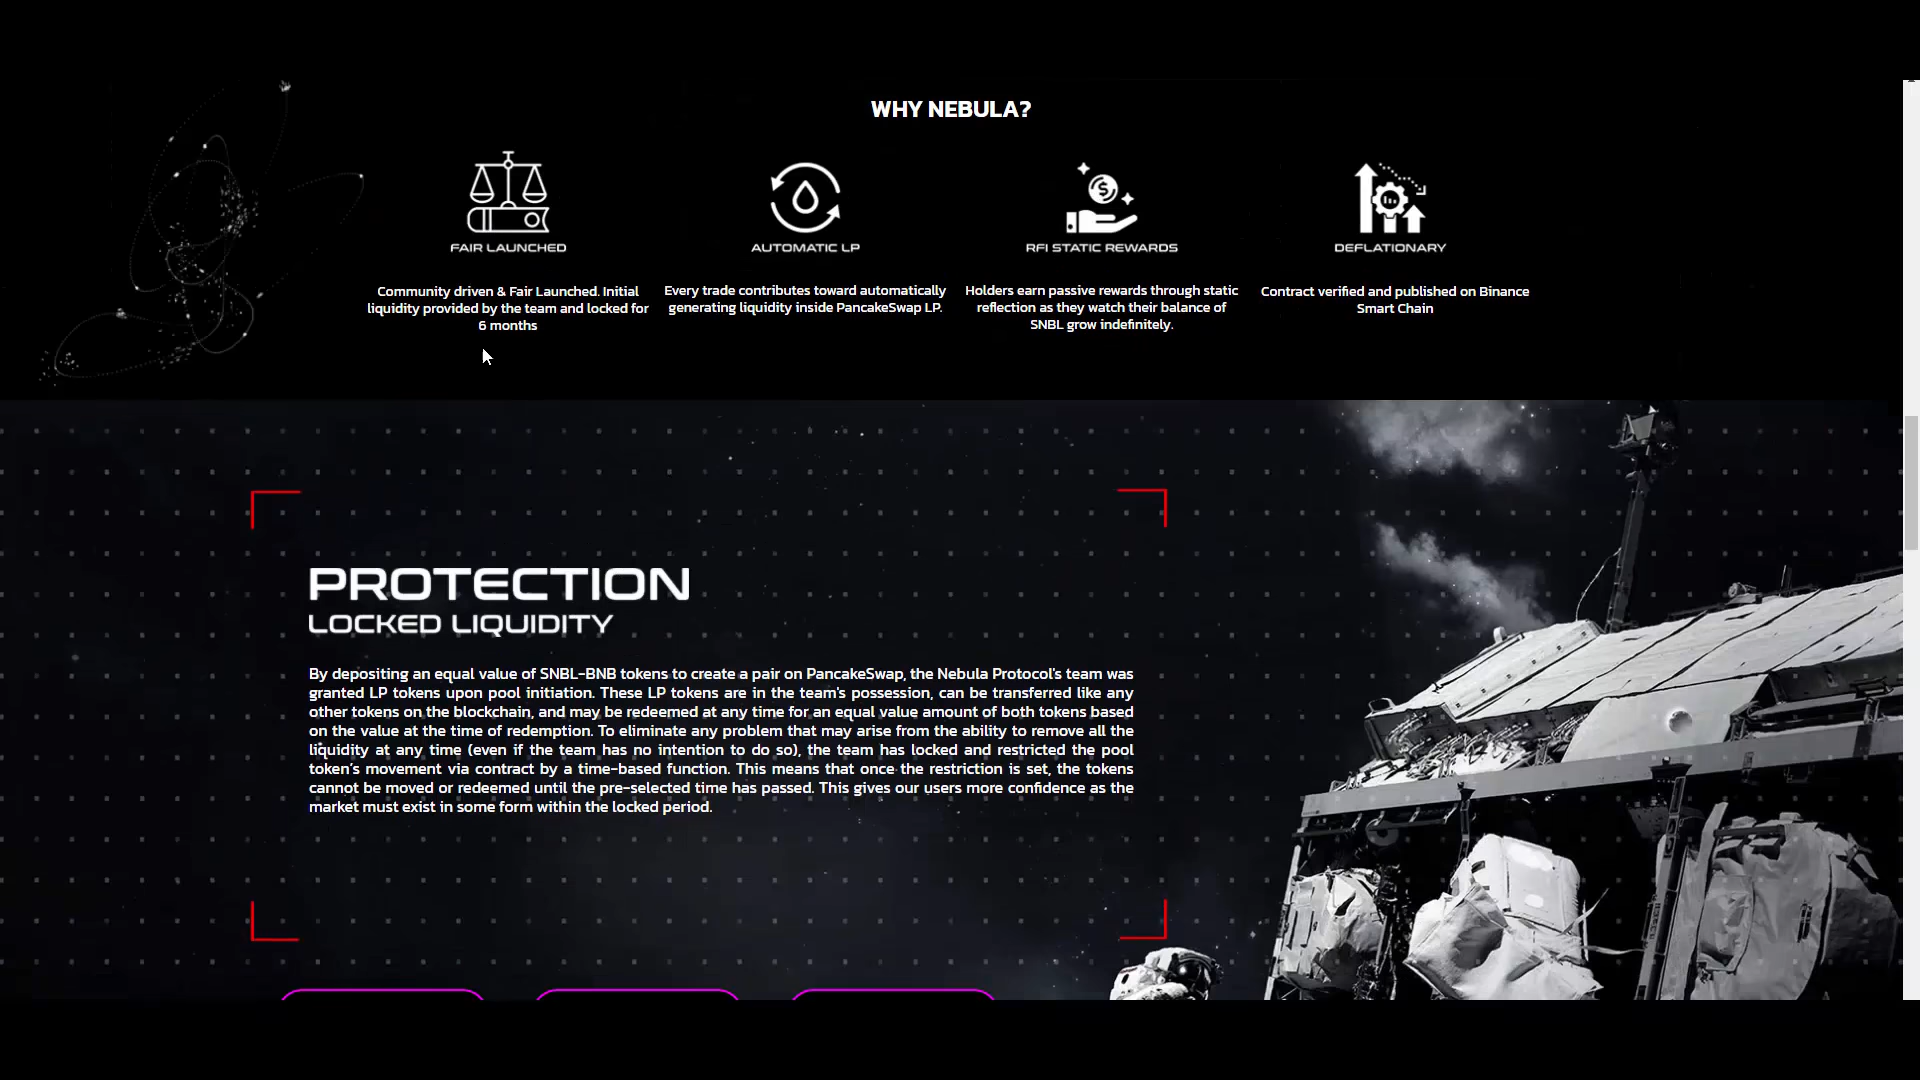 WHY NEBULA?
FAIR LAUNCHED
Community driven & Fair Launched. Initial
liquidity provided by the team and locked for
6 months
AUTOMATIC LP
Every trade contributes toward automatically
generating liquidity inside PancakeSwap LP.
RFI STATIC REWARDS
Holders earn passive rewards through static
reflection as they watch their balance of
SNBL grow indefinitely.
DEFLATIONARY
Contract verified and published on Binance
Smart Chain
PROTECTION
LOCKED LIQUIDITY
By depositing an equal value of SNBL-BNB tokens to create a pair on PancakeSwap, the Nebula Protocol's team was
granted LP tokens upon pool initiation. These LP tokens are in the team's possession, can be transferred like any
other tokens on the blockchain, and may be redeemed at any time for an equal value amount of both tokens based
on the value at the time of redemption. To eliminate any problem that may arise from the ability to remove all the
liquidity at any time (even if the team has no intention to do so), the team has locked and restricted the pool
token's movement via contract by a time-based function. This means that once the restriction is set, the tokens
cannot be moved or redeemed until the pre-selected time has passed. This gives our users more confidence as the
market must exist in some form within the locked period.